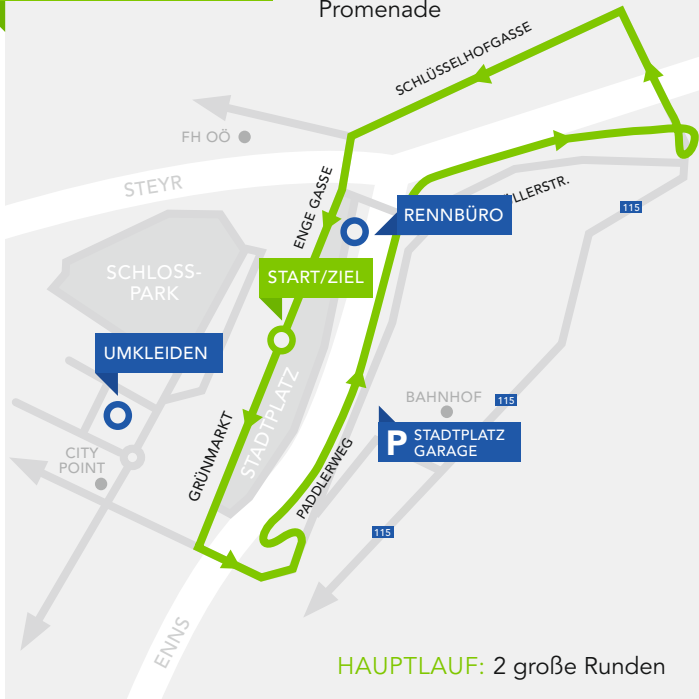 Promenade
SCHLÜSSELHOFGASSE
FH OÖ
STEYR
ENGE GASSE
LLERSTR.
115
RENNBÜRO
SCHLOSS-
PARK
START/ZIEL
UMKLEIDEN
STADTPLATZ
BAHNHOF
115
P STADTPLATZ
GARAGE
GRÜNMARKT
CITY
POINT
PADDLERWEG
115
ENNS
HAUPTLAUF: 2 große Runden